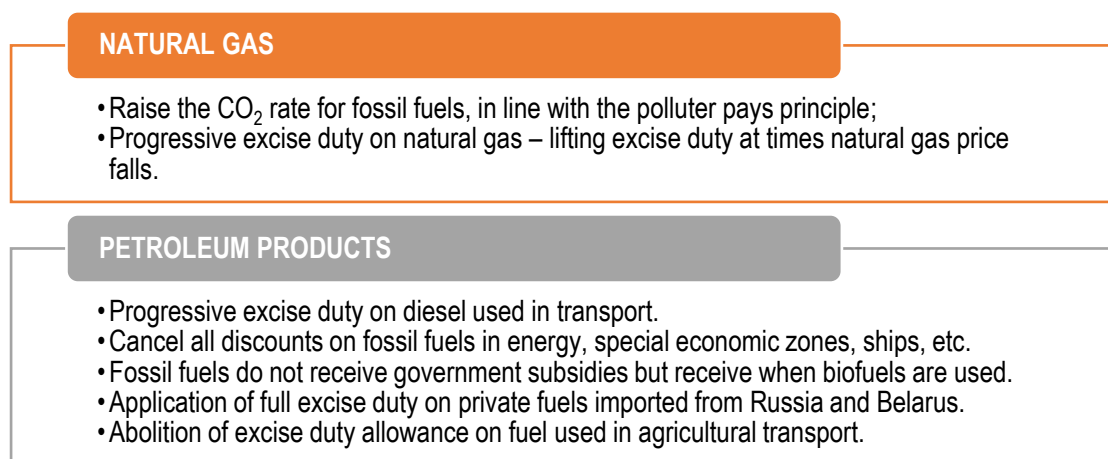 NATURAL GAS
•Raise the CO₂ rate for fossil fuels, in line with the polluter pays principle;
•Progressive excise duty on natural gas – lifting excise duty at times natural gas price
falls.
PETROLEUM PRODUCTS
•Progressive excise duty on diesel used in transport.
•Cancel all discounts on fossil fuels in energy, special economic zones, ships, etc.
•Fossil fuels do not receive government subsidies but receive when biofuels are used.
•Application of full excise duty on private fuels imported from Russia and Belarus.
•Abolition of excise duty allowance on fuel used in agricultural transport.